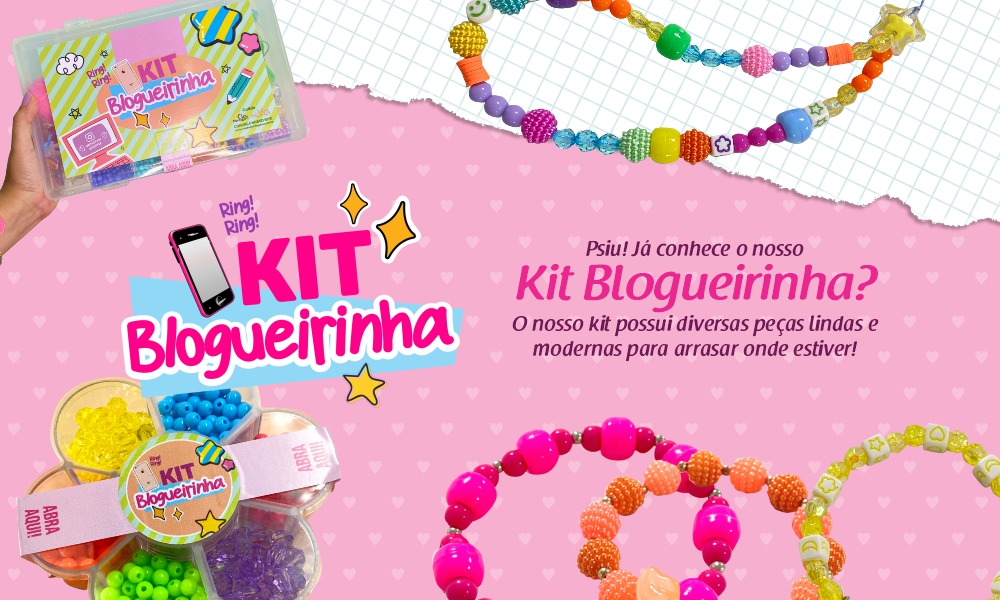 Ring!
Ring!
KIT
Blogueirinha
Ring!
Ring!
KIT
Blogueirinha
Psiu! Já conhece o nosso
Kit Blogueirinha?
O nosso kit possui diversas peças lindas e
modernas para arrasar onde estiver!
Ring!
Ring!
KIT
Blogueirinha
ABRA
AQUI!
ABRA
AQUI!